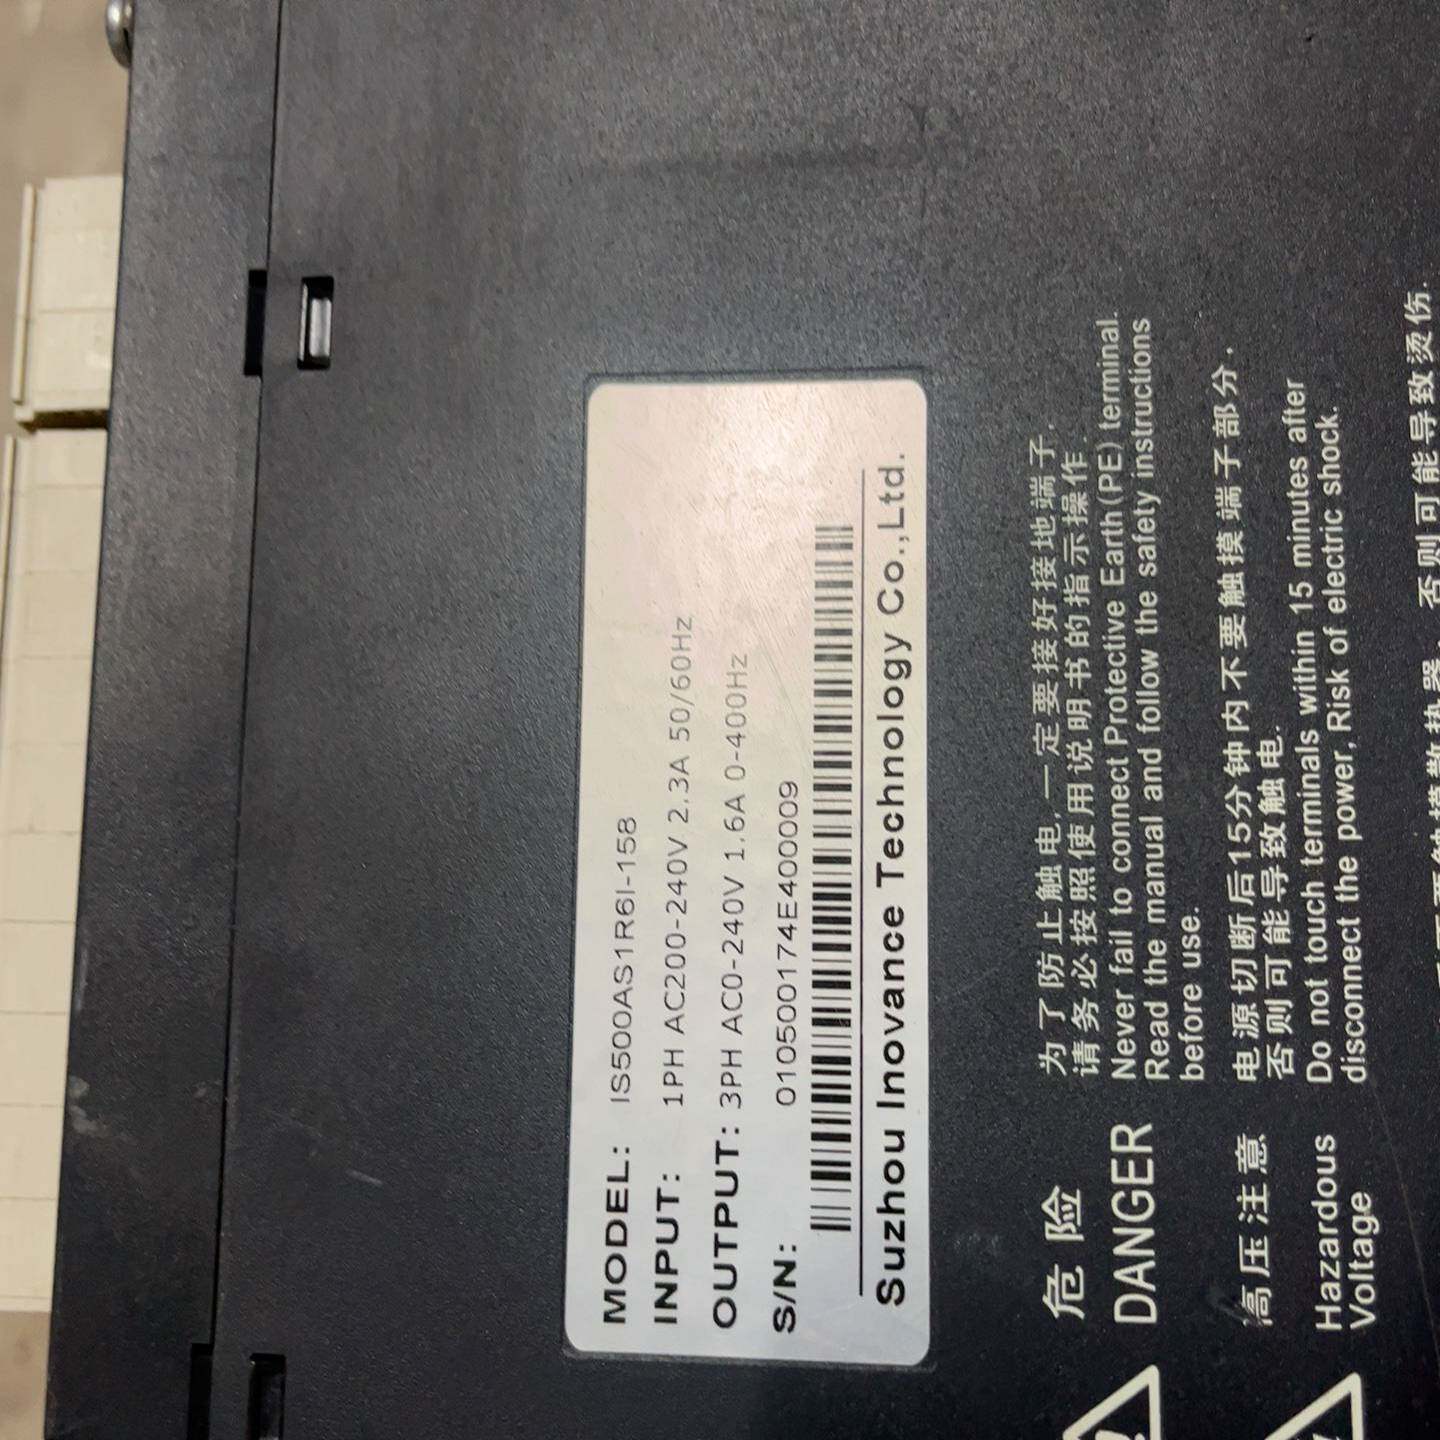 MODEL: IS500AS1R6I-158
INPUT: 1PH AC200-240V 2.3A 50/60Hz
OUTPUT: 3PH AC0-240V 1.6A 0-400Hz
S/N: 010500174E400009
Suzhou Inovance Technology Co.,Ltd.
危险
DANGER
为了防止触电,一定要接好接地端子.
请务必按照使用说明书的指示操作.
Never fail to connect Protective Earth(PE) terminal.
Read the manual and follow the safety instructions
before use.
高压注意
Hazardous
Voltage
电源切断后15分钟内不要触摸端子部分.
否则可能导致触电.
Do not touch terminals within 15 minutes after
disconnect the power, Risk of electric shock.
触摸散热器,否则可能导致烫伤.